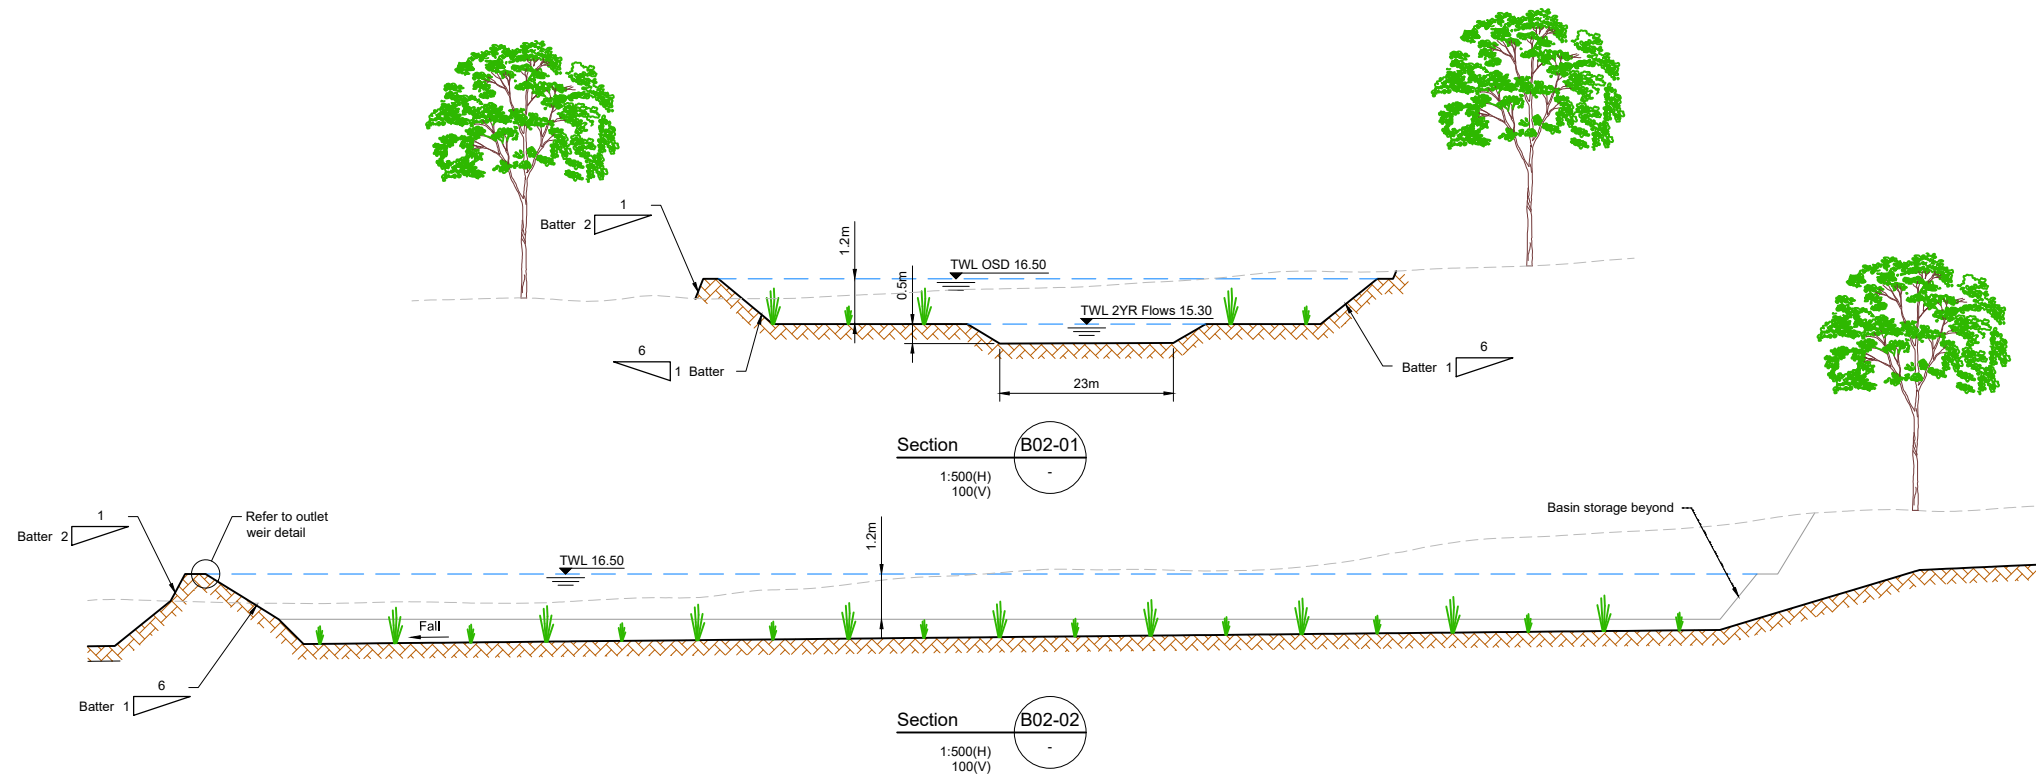 1
Batter 2
1.2m
TWL OSD 16.50
0.5m
TWL 2YR Flows 15.30
6
1 Batter
6
Batter 1
23m
Section B02-01
1:500(H) -
100(V)
1
Batter 2
Refer to outlet
weir detail
TWL 16.50
1.2m
Basin storage beyond
Fall
6
Batter 1
Section B02-02
1:500(H) -
100(V)